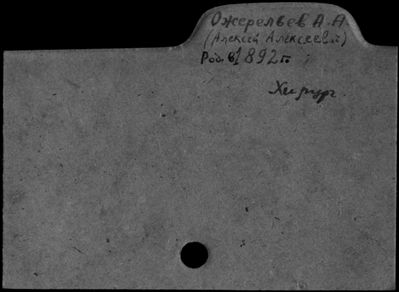 Ожерельев А. А.
(Алексей Алексеевич)
Род. в 1892 г.
Хирург.